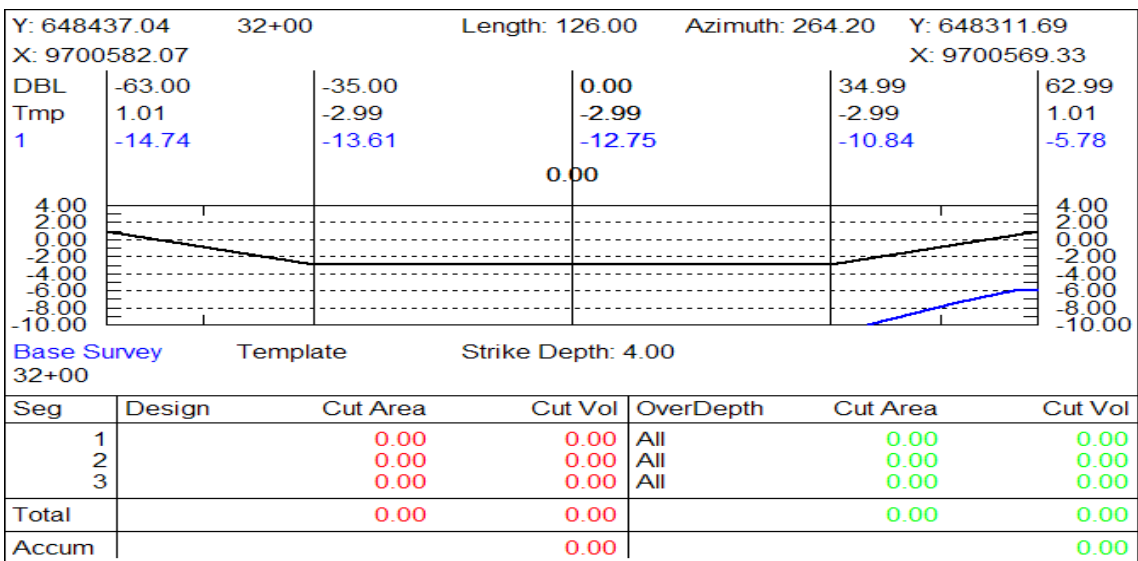 Y: 648437.04 32+00 Length: 126.00 Azimuth: 264.20 Y: 648311.69
X: 9700582.07 X: 9700569.33
DBL -63.00 -35.00 0.00 34.99 62.99
Tmp 1.01 -2.99 -2.99 -2.99 1.01
1 -14.74 -13.61 -12.75 -10.84 -5.78
0.00
4.00 4.00
2.00 2.00
0.00 0.00
-2.00 -2.00
-4.00 -4.00
-6.00 -6.00
-8.00 -8.00
-10.00 -10.00
Base Survey Template Strike Depth: 4.00
32+00
Seg Design Cut Area Cut Vol OverDepth Cut Area Cut Vol
1 0.00 0.00 All 0.00 0.00
2 0.00 0.00 All 0.00 0.00
3 0.00 0.00 All 0.00 0.00
Total 0.00 0.00 0.00 0.00
Accum 0.00 0.00